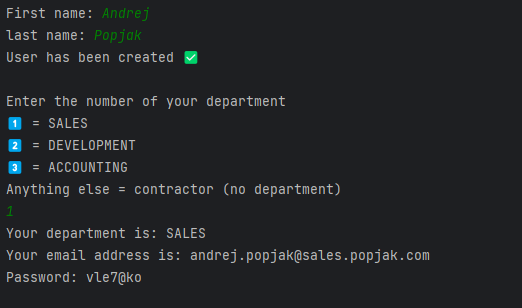 First name: Andrej
last name: Popjak
User has been created ✅
Enter the number of your department
1️⃣ = SALES
2️⃣ = DEVELOPMENT
3️⃣ = ACCOUNTING
Anything else = contractor (no department)
1
Your department is: SALES
Your email address is: andrej.popjak@sales.popjak.com
Password: vle7@ko